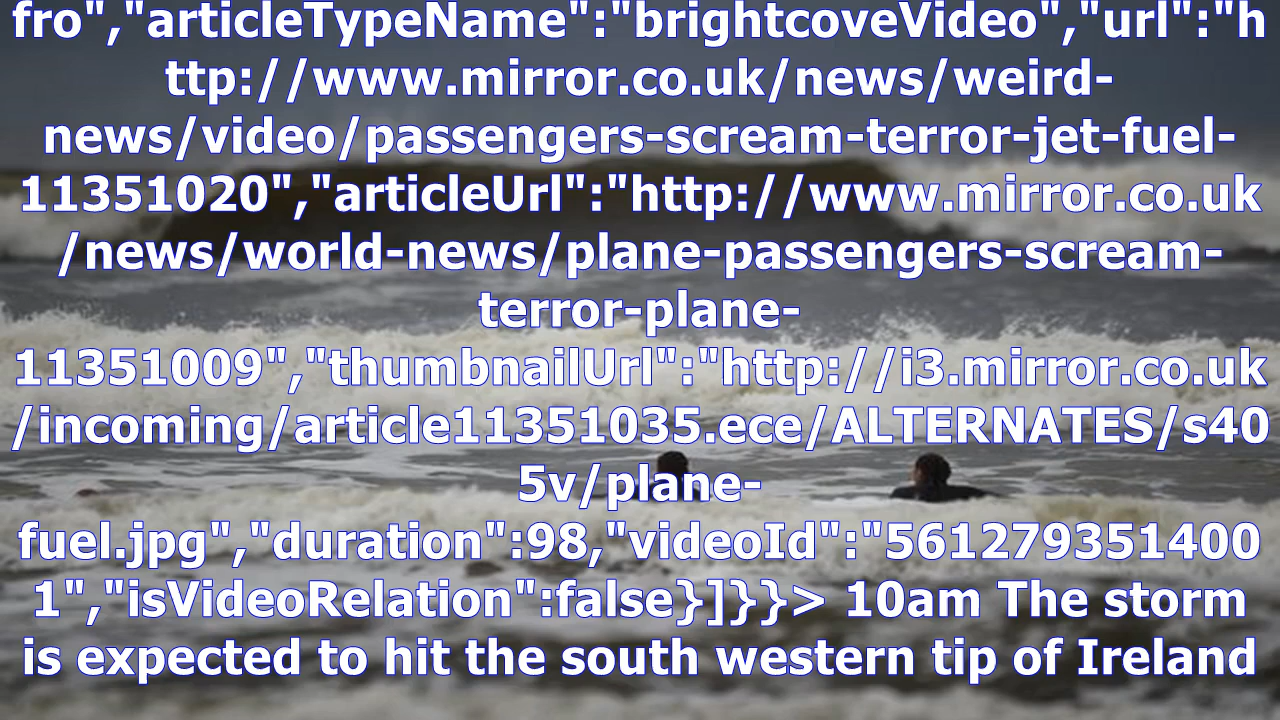 fro","articleTypeName":"brightcoveVideo","url":"h
ttp://www.mirror.co.uk/news/weird-
news/video/passengers-scream-terror-jet-fuel-
11351020","articleUrl":"http://www.mirror.co.uk
/news/world-news/plane-passengers-scream-
terror-plane-
11351009","thumbnailUrl":"http://i3.mirror.co.uk
/incoming/article11351035.ece/ALTERNATES/s40
5v/plane-
fuel.jpg","duration":98,"videoId":"561279351400
1","isVideoRelation":false}]}}> 10am The storm
is expected to hit the south western tip of Ireland